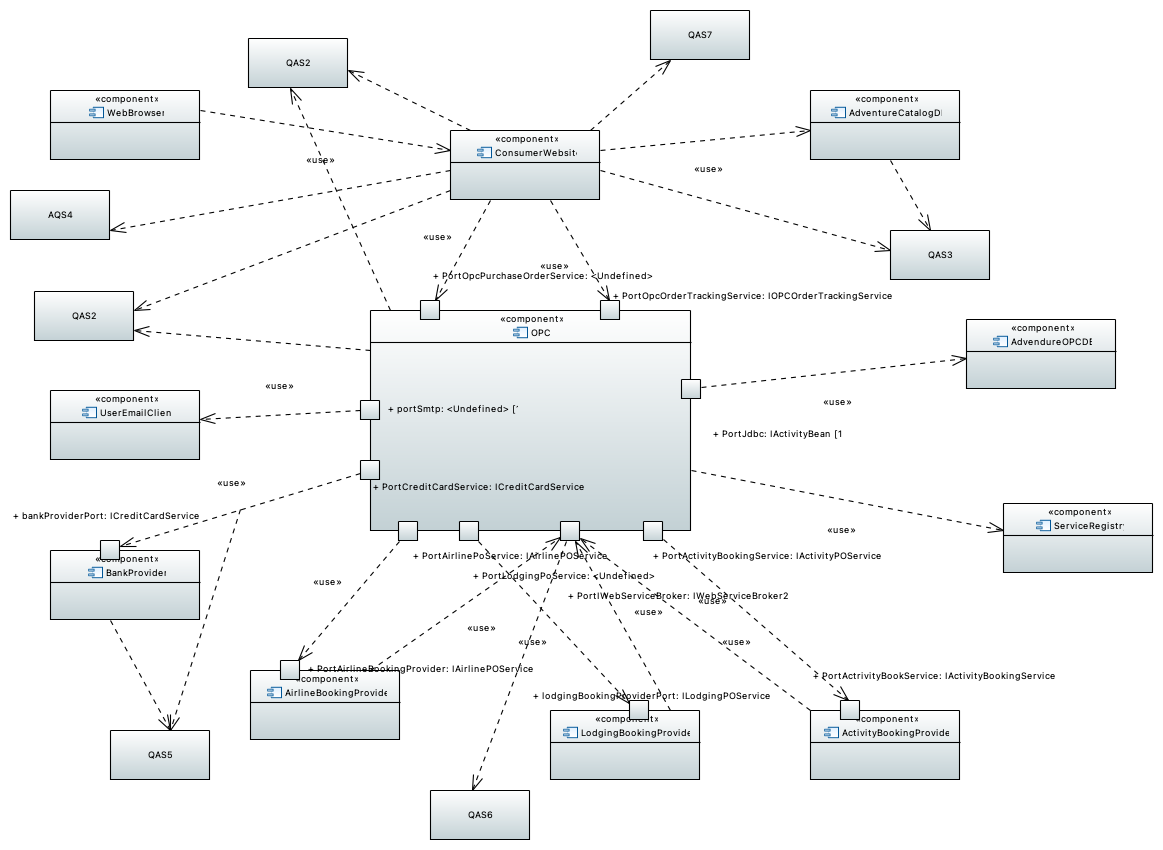 QAS7
QAS2
«component»
WebBrowser
«component»
AdventureCatalogD
«component»
ConsumerWebsit
«use»
«use»
AQS4
QAS3
«use»
«use»
+ PortOpcPurchaseOrderService: <Undefined>
+ PortOpcOrderTrackingService: IOPCOrderTrackingService
QAS2
«component»
OPC
«component»
AdvendureOPCDE
«use»
«component»
UserEmailClien
+ portSmtp: <Undefined> [
«use»
+ PortJdbc: IActivityBean [1
«use»
+ PortCreditCardService: ICreditCardService
+ bankProviderPort: ICreditCardService
«component»
ServiceRegistr
«use»
«component»
BankProvider
+ PortAirlinePoService: IAirlinePOService
+ PortActivityBookingService: IActivityPOService
+ PortLodgingPoService: <Undefined>
«use»
+ PortIWebServiceBroker: IWebServiceBroker2
«use»
«use»
«use»
«use»
«use»
+ PortAirlineBookingProvider: IAirlinePOService
+ PortActrivityBookService: IActivityBookingService
«component»
AirlineBookingProvide
+ lodgingBookingProviderPort: ILodgingPOService
«component»
LodgingBookingProvide
«component»
ActivityBookingProvide
QAS5
QAS6